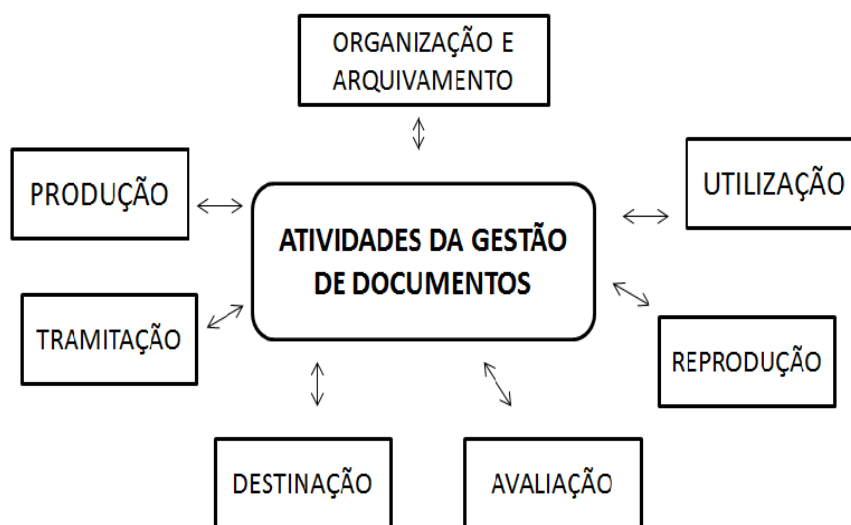 ORGANIZAÇÃO E
ARQUIVAMENTO
PRODUÇÃO
UTILIZAÇÃO
ATIVIDADES DA GESTÃO
DE DOCUMENTOS
TRAMITAÇÃO
REPRODUÇÃO
DESTINAÇÃO
AVALIAÇÃO